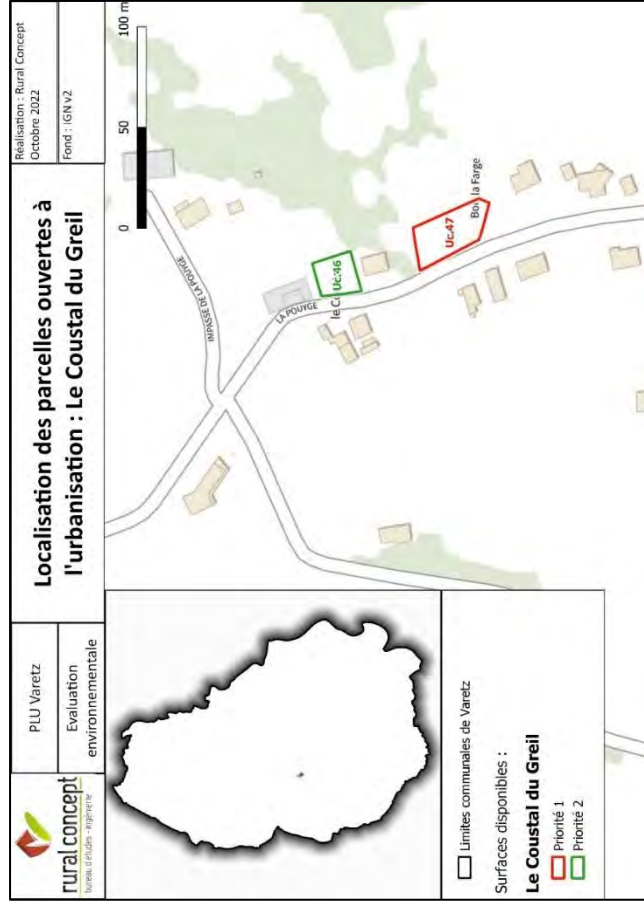 rural concept
bureau d'études - ingénierie
PLU Varetz
Evaluation
environnementale
Localisation des parcelles ouvertes à
l'urbanisation : Le Coustal du Greil
Réalisation : Rural Concept
Octobre 2022
Fond : IGN v2
0
50
100 m
IMPASSE DE LA POUYGE
LA POUYGE
le Co
Uc.46
Uc.47
la Farge
Limites communales de Varetz
Surfaces disponibles :
Le Coustal du Greil
Priorité 1
Priorité 2